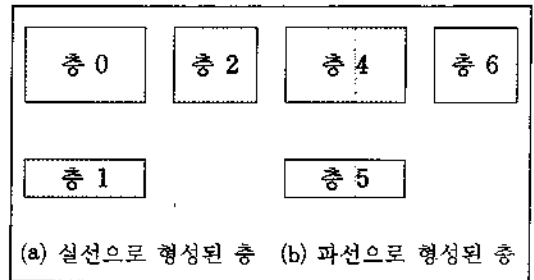 층 0 층 2 층 4 층 6
층 1 층 5
(a) 실선으로 형성된 층 (b) 파선으로 형성된 층